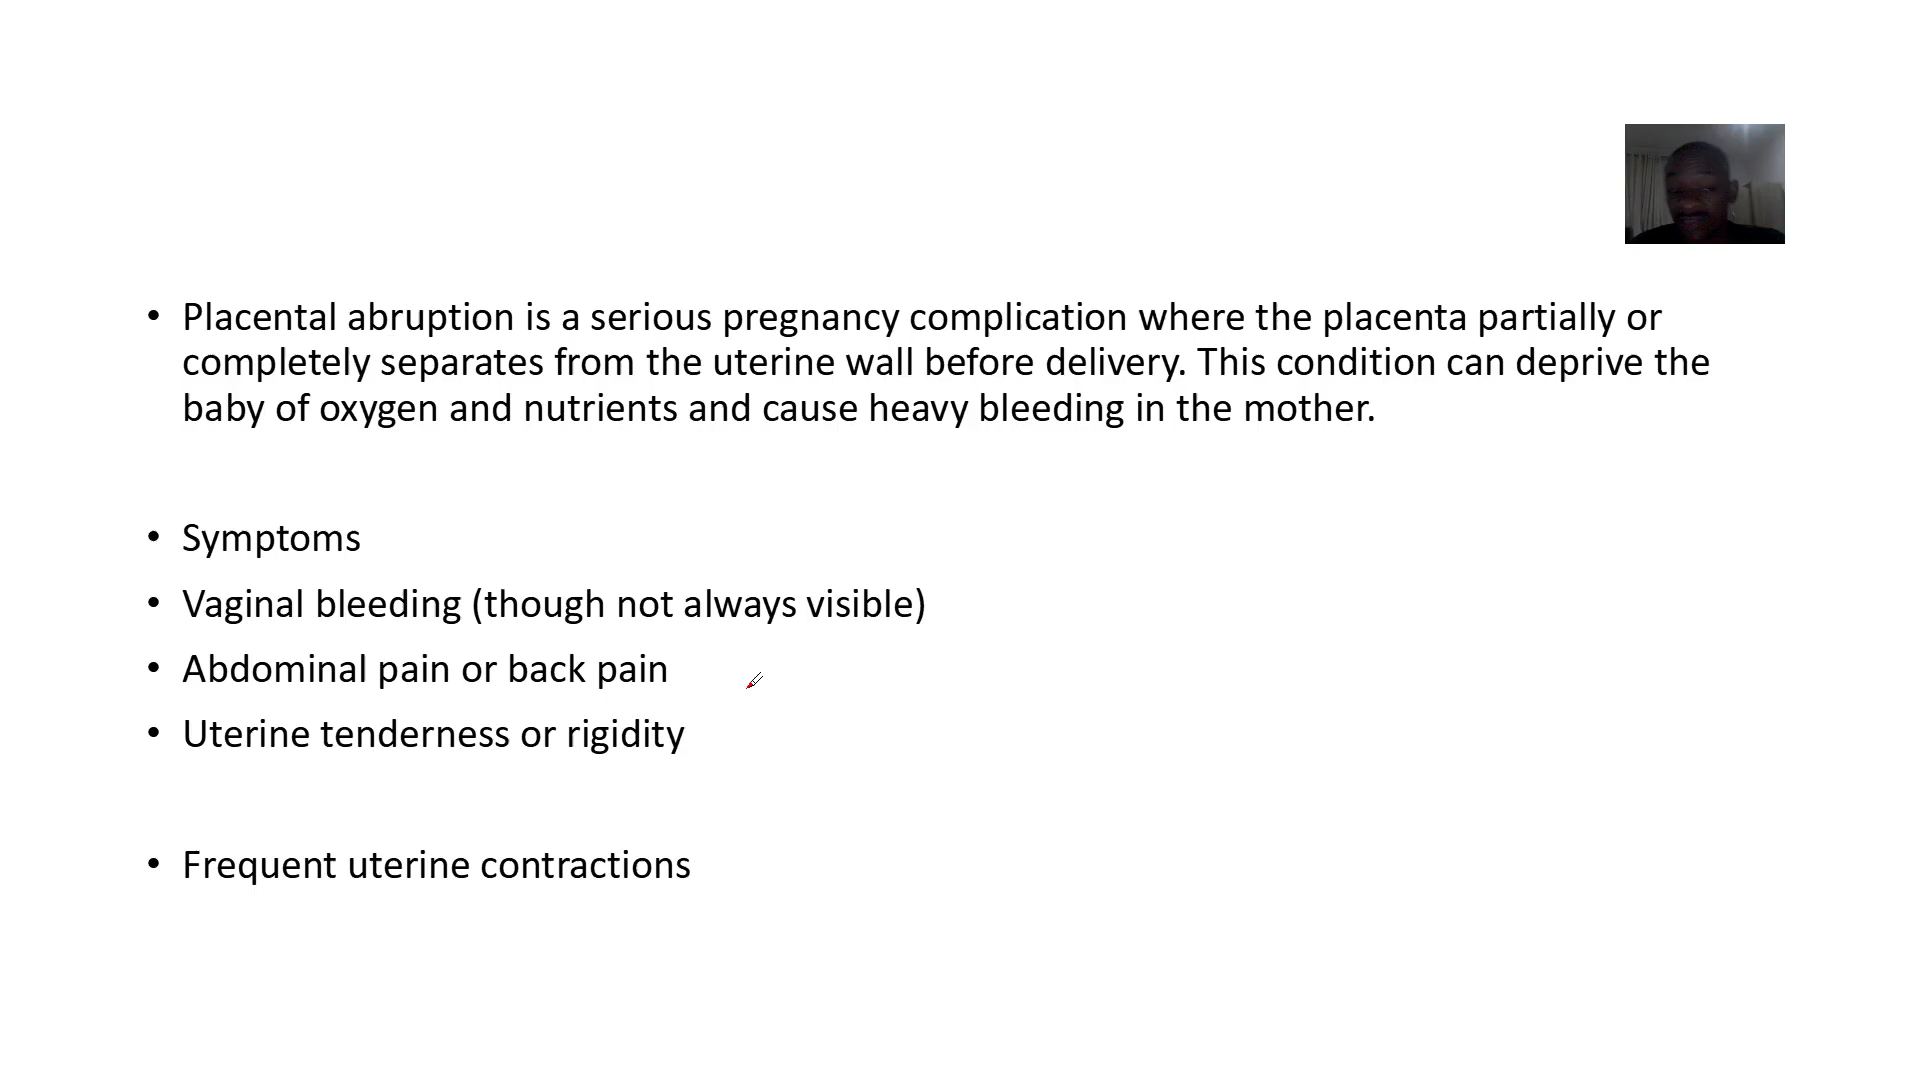 • Placental abruption is a serious pregnancy complication where the placenta partially or
completely separates from the uterine wall before delivery. This condition can deprive the
baby of oxygen and nutrients and cause heavy bleeding in the mother.
• Symptoms
• Vaginal bleeding (though not always visible)
• Abdominal pain or back pain
• Uterine tenderness or rigidity
• Frequent uterine contractions